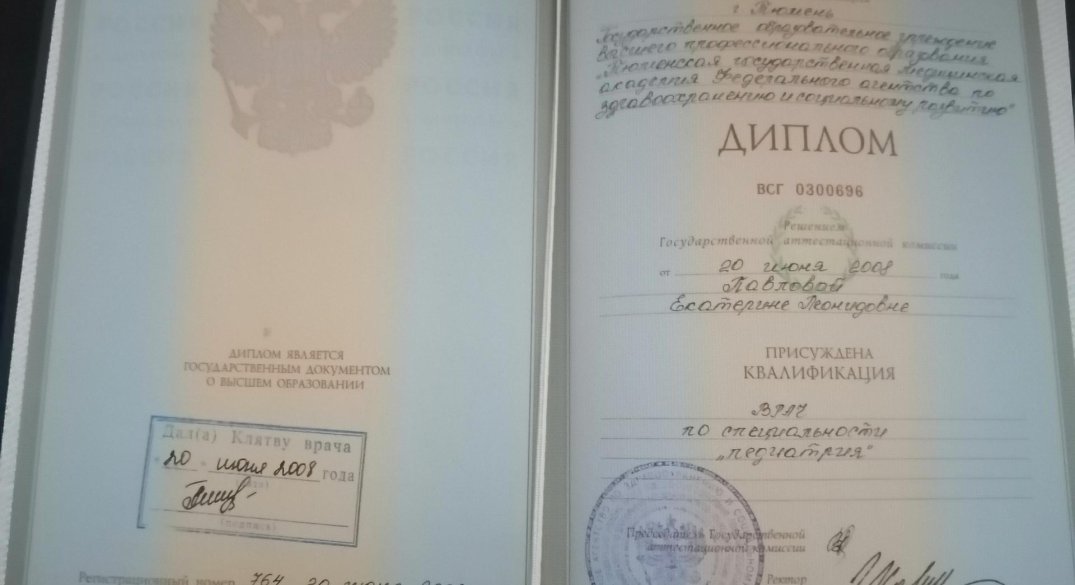 ДИПЛОМ ЯВЛЯЕТСЯ
ГОСУДАРСТВЕННЫМ ДОКУМЕНТОМ
О ВЫСШЕМ ОБРАЗОВАНИИ
Дал(а) Клятву врача
"20" июня 2008 года
(подпись)
Регистрационный номер 764 20 июня
г Тюмень
Государственное образовательное учреждение
высшего профессионального образования
"Тюменская государственная медицинская
академия Федерального агентства по
здравоохранению и социальному развитию"
ДИПЛОМ
ВСГ 0300696
Решением
Государственной аттестационной комиссии
от 20 июня 2008 года
Павловой
Екатерине Леонидовне
ПРИСУЖДЕНА
КВАЛИФИКАЦИЯ
ВРАЧ
по специальности
„педиатрия"
Председатель Государственной
аттестационной комиссии
Ректор